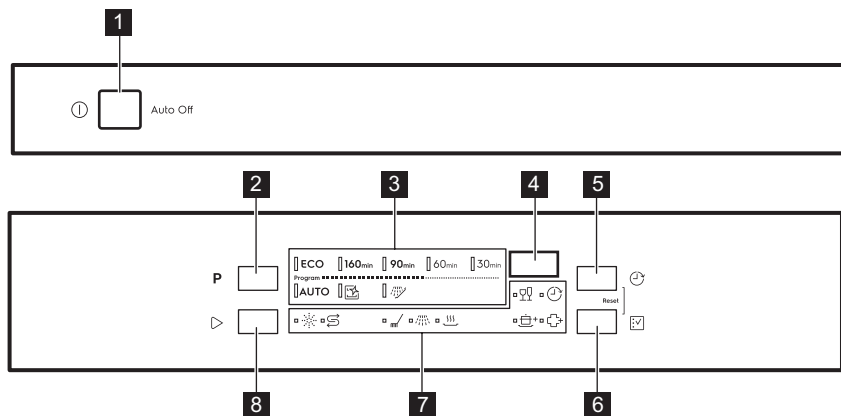 1
Auto Off
2 3 4 5
ECO 160min 90min 60min 30min
P
Program
AUTO
Reset
8 7 6